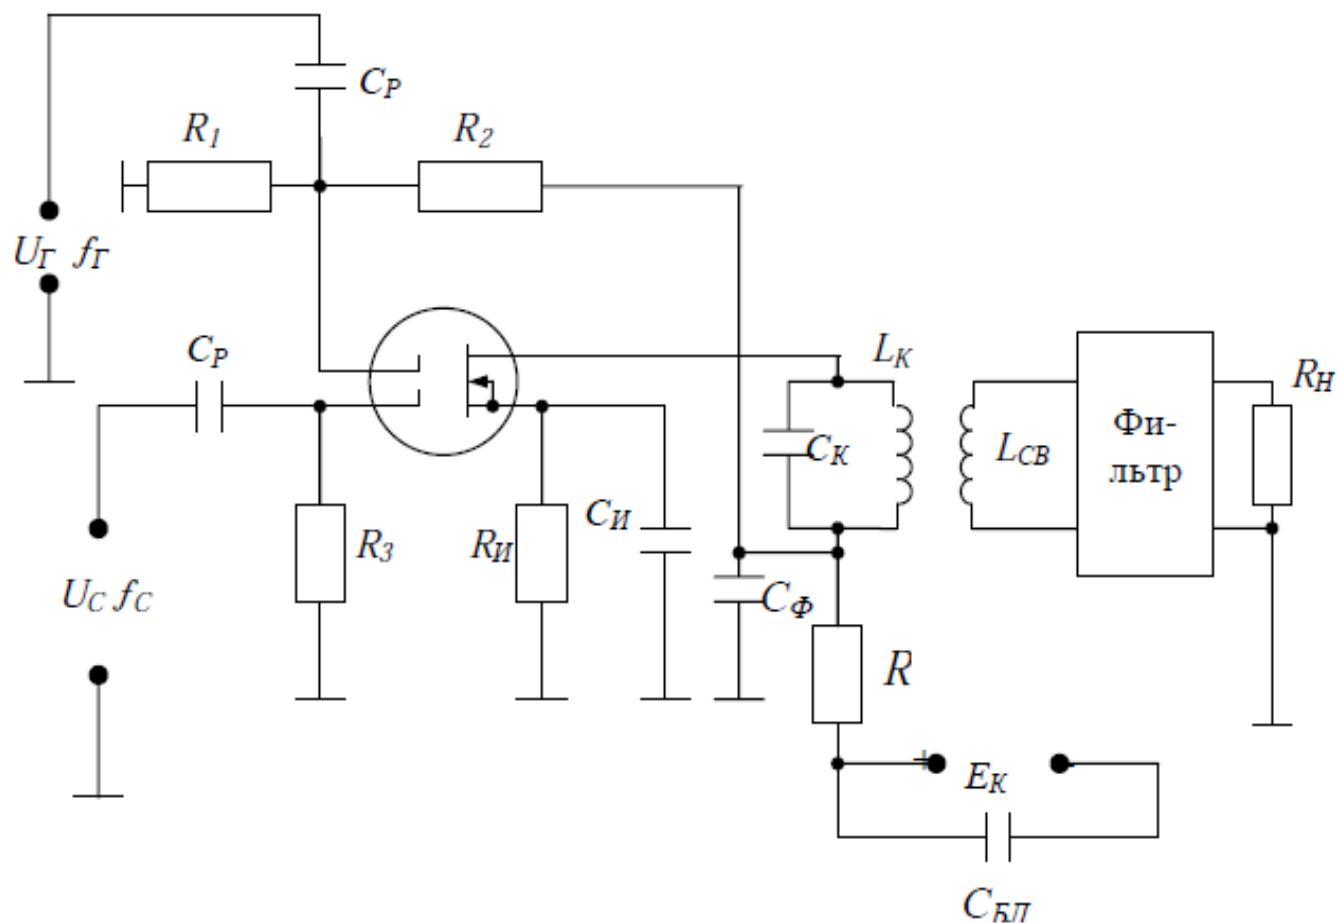 C_P
R_1
R_2
U_Г f_Г
C_P
L_K
R_H
C_K
L_CB
Фи-
льтр
R_З
R_И
C_И
U_C f_C
C_Ф
R
+
E_K
-
C_БЛ